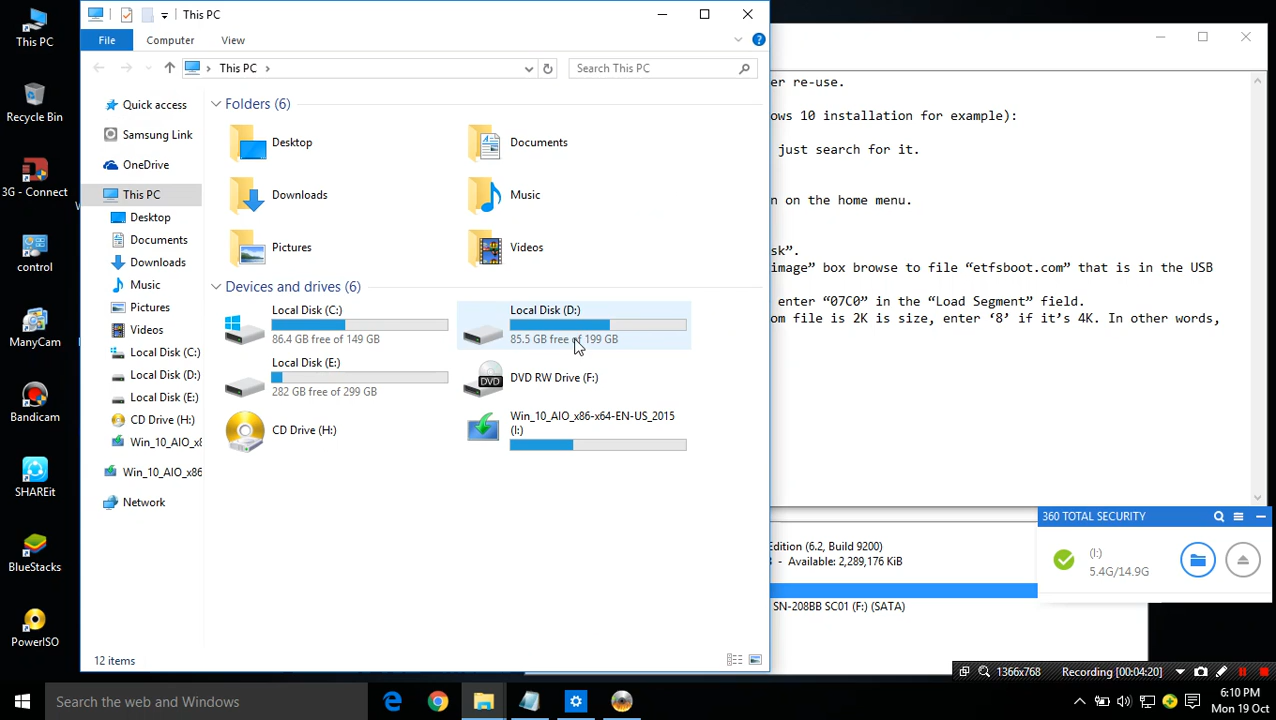 This PC
Recycle Bin
3G - Connect
control
ManyCam
Bandicam
SHAREit
BlueStacks
PowerISO
This PC
File
Computer
View
This PC
Search This PC
Quick access
Samsung Link
OneDrive
This PC
Desktop
Documents
Downloads
Music
Pictures
Videos
Local Disk (C:)
Local Disk (D:)
Local Disk (E:)
CD Drive (H:)
Win_10_AIO_x8
Win_10_AIO_x86
Network
Folders (6)
Desktop
Documents
Downloads
Music
Pictures
Videos
Devices and drives (6)
Local Disk (C:)
86.4 GB free of 149 GB
Local Disk (D:)
85.5 GB free of 199 GB
Local Disk (E:)
282 GB free of 299 GB
DVD
DVD RW Drive (F:)
CD Drive (H:)
Win_10_AIO_x86-x64-EN-US_2015
(I:)
12 items
er re-use.
ows 10 installation for example):
just search for it.
n on the home menu.
sk”.
image” box browse to file “etfsboot.com” that is in the USB
enter “07C0” in the “Load Segment” field.
om file is 2K is size, enter ‘8’ if it’s 4K. In other words,
Edition (6.2, Build 9200)
- Available: 2,289,176 KiB
SN-208BB SC01 (F:) (SATA)
360 TOTAL SECURITY
(I:)
5.4G/14.9G
1366x768
Recording [00:04:20]
Search the web and Windows
6:10 PM
Mon 19 Oct